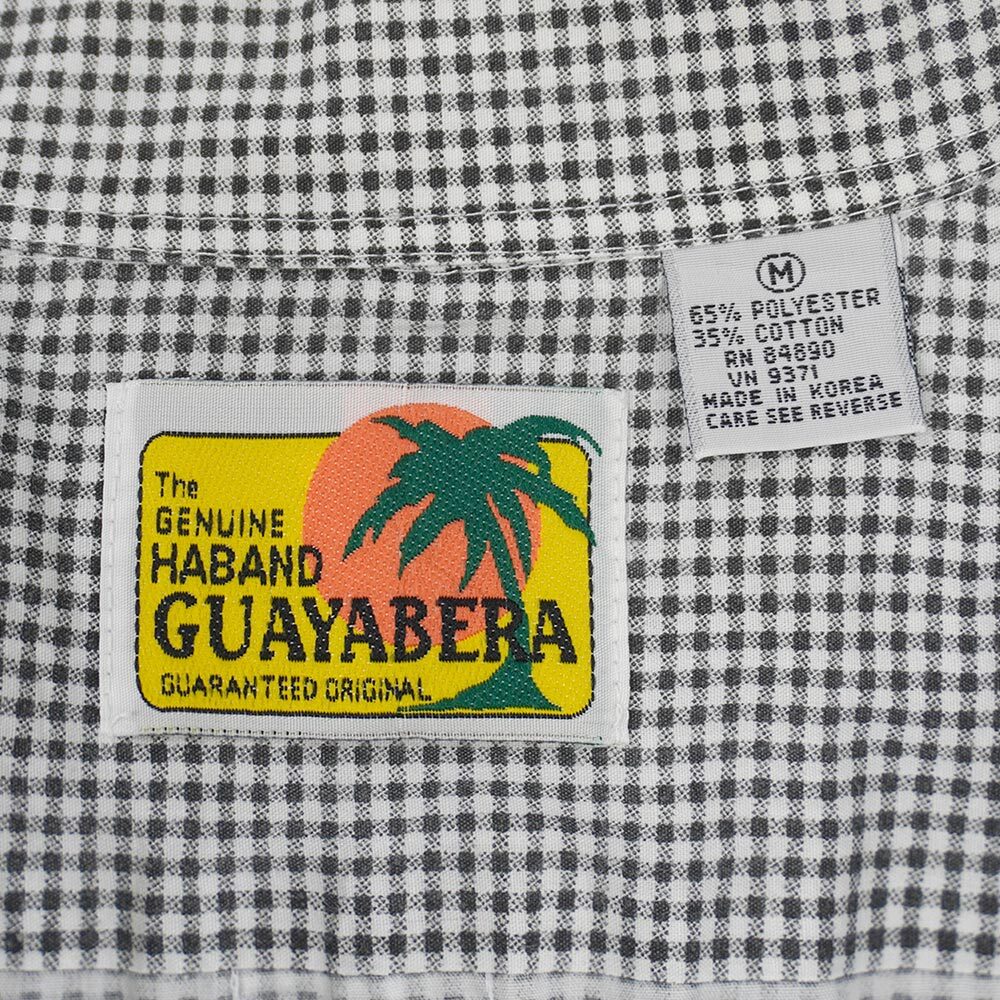 The
GENUINE
HABAND
GUAYABERA
GUARANTEED ORIGINAL
M
65% POLYESTER
35% COTTON
RN 84890
VN 9371
MADE IN KOREA
CARE SEE REVERSE